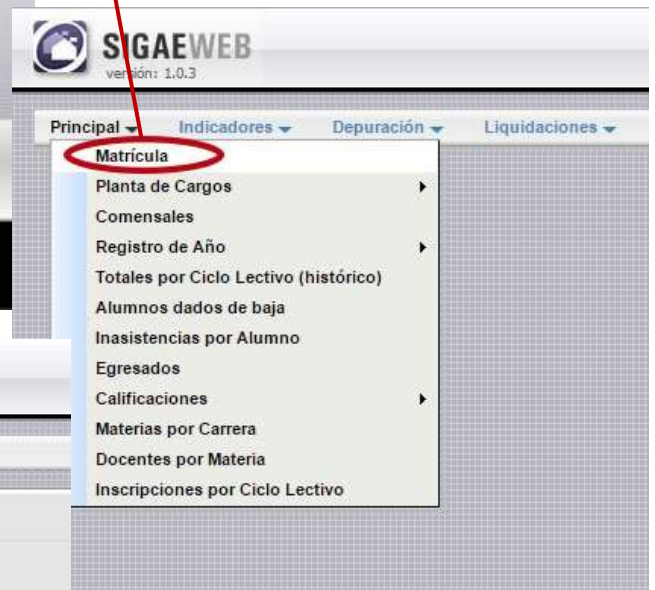 SIGAEWEB
versión: 1.0.3
Principal Indicadores Depuración Liquidaciones
Matrícula
Planta de Cargos
Comensales
Registro de Año
Totales por Ciclo Lectivo (histórico)
Alumnos dados de baja
Inasistencias por Alumno
Egresados
Calificaciones
Materias por Carrera
Docentes por Materia
Inscripciones por Ciclo Lectivo